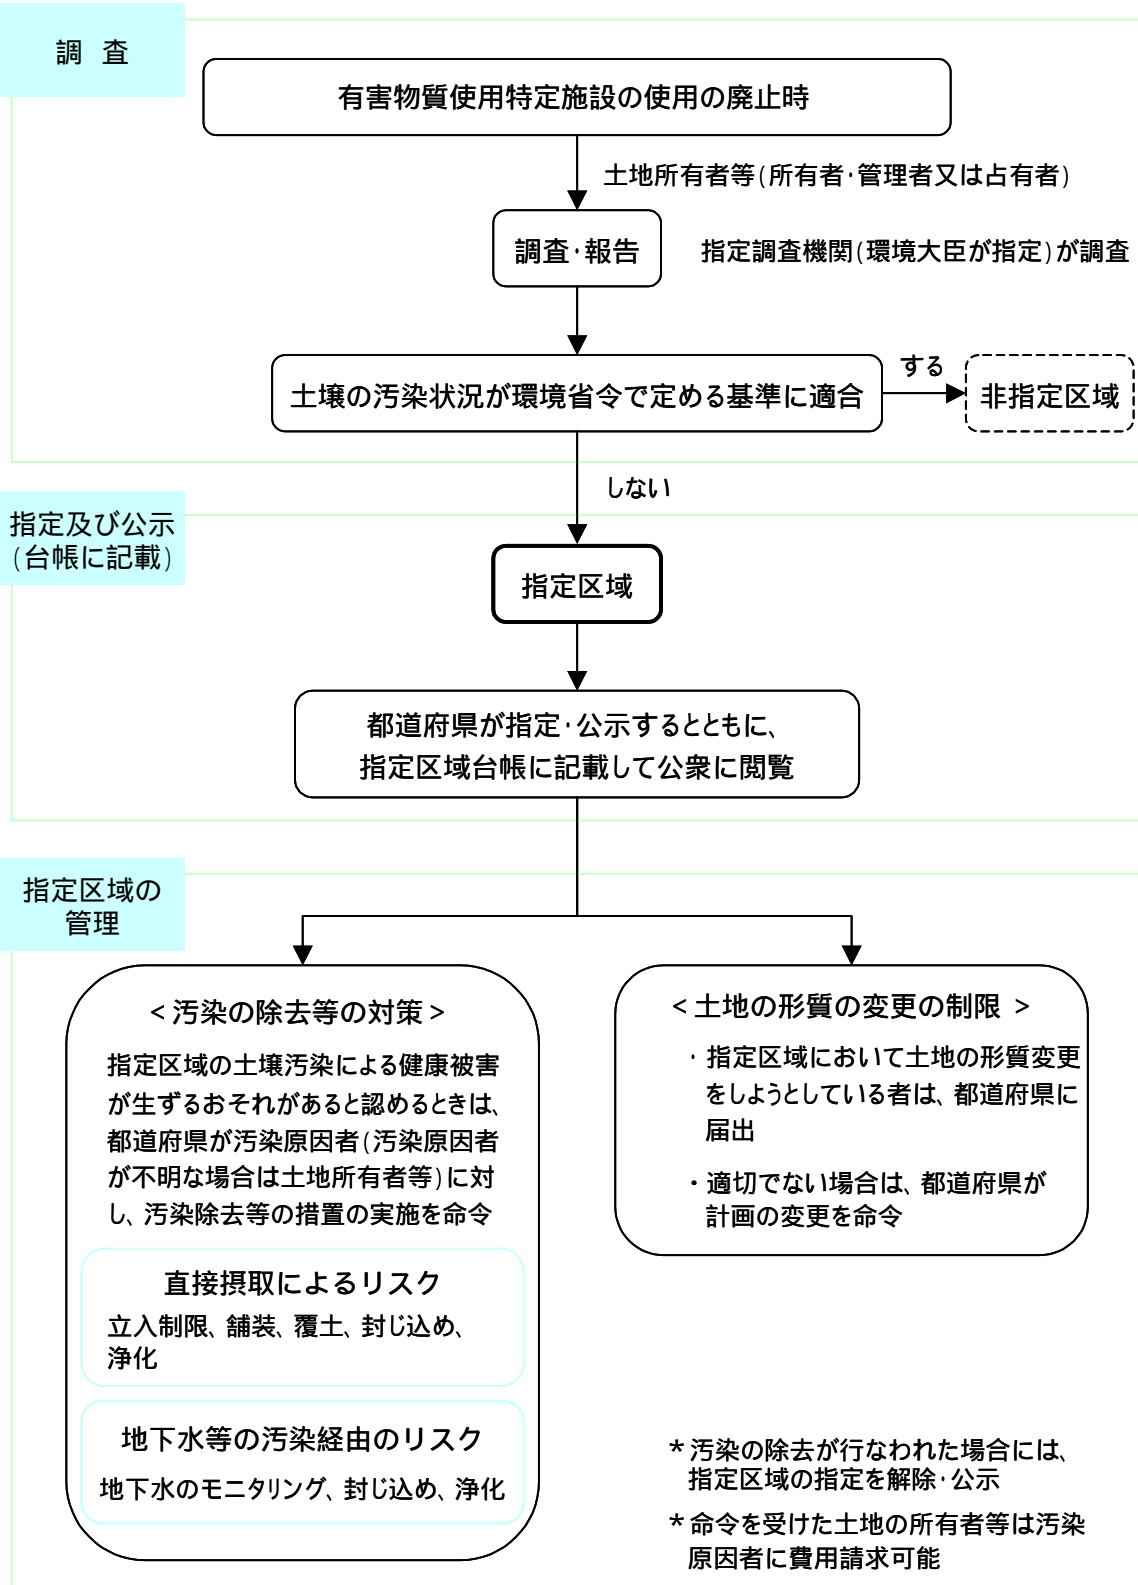 調 査
有害物質使用特定施設の使用の廃止時
土地所有者等(所有者・管理者又は占有者)
調査・報告
指定調査機関(環境大臣が指定)が調査
土壌の汚染状況が環境省令で定める基準に適合
する
非指定区域
しない
指定及び公示
(台帳に記載)
指定区域
都道府県が指定・公示するとともに、
指定区域台帳に記載して公衆に閲覧
指定区域の
管理
<汚染の除去等の対策>
指定区域の土壌汚染による健康被害
が生ずるおそれがあると認めるときは、
都道府県が汚染原因者(汚染原因者
が不明な場合は土地所有者等)に対
し、汚染除去等の措置の実施を命令
直接摂取によるリスク
立入制限、舗装、覆土、封じ込め、
浄化
地下水等の汚染経由のリスク
地下水のモニタリング、封じ込め、浄化
<土地の形質の変更の制限 >
・指定区域において土地の形質変更
をしようとしている者は、都道府県に
届出
・適切でない場合は、都道府県が
計画の変更を命令
*汚染の除去が行なわれた場合には、
指定区域の指定を解除・公示
*命令を受けた土地の所有者等は汚染
原因者に費用請求可能